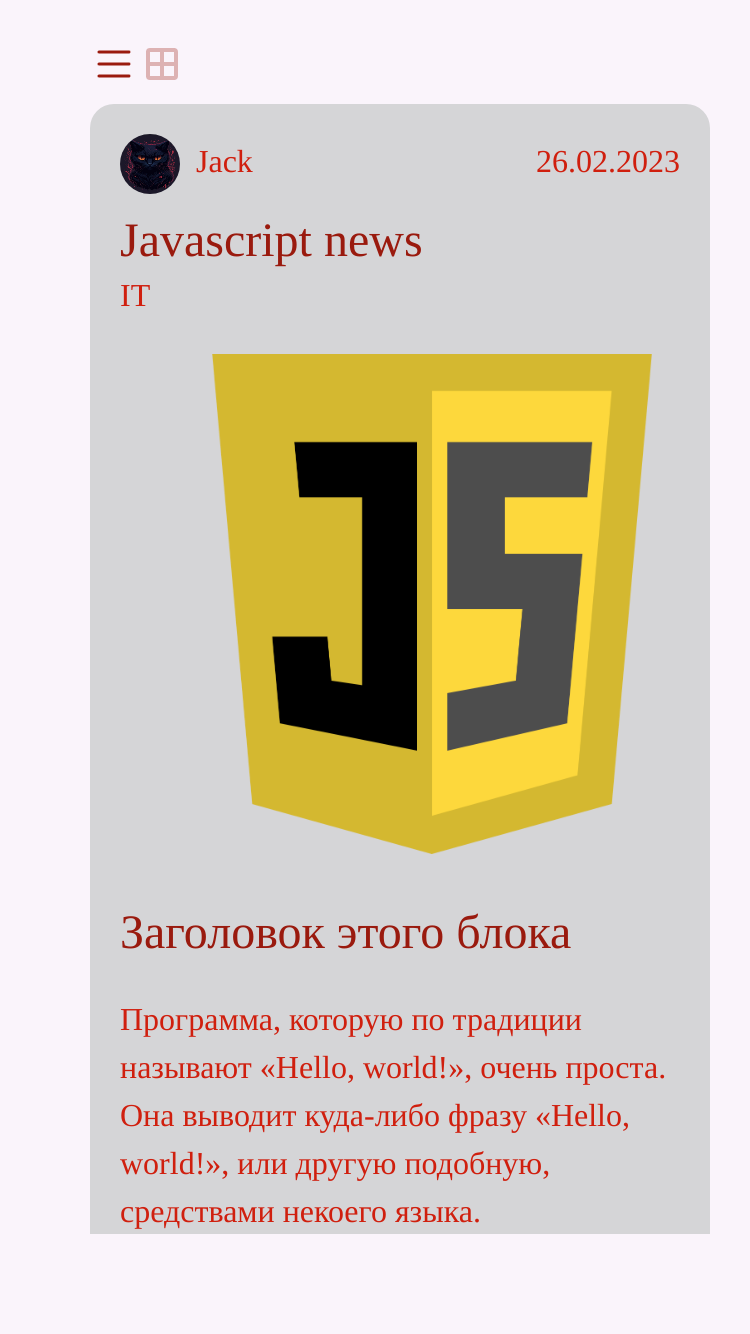 Jack 26.02.2023
Javascript news
IT
JS
Заголовок этого блока
Программа, которую по традиции
называют «Hello, world!», очень проста.
Она выводит куда-либо фразу «Hello,
world!», или другую подобную,
средствами некоего языка.